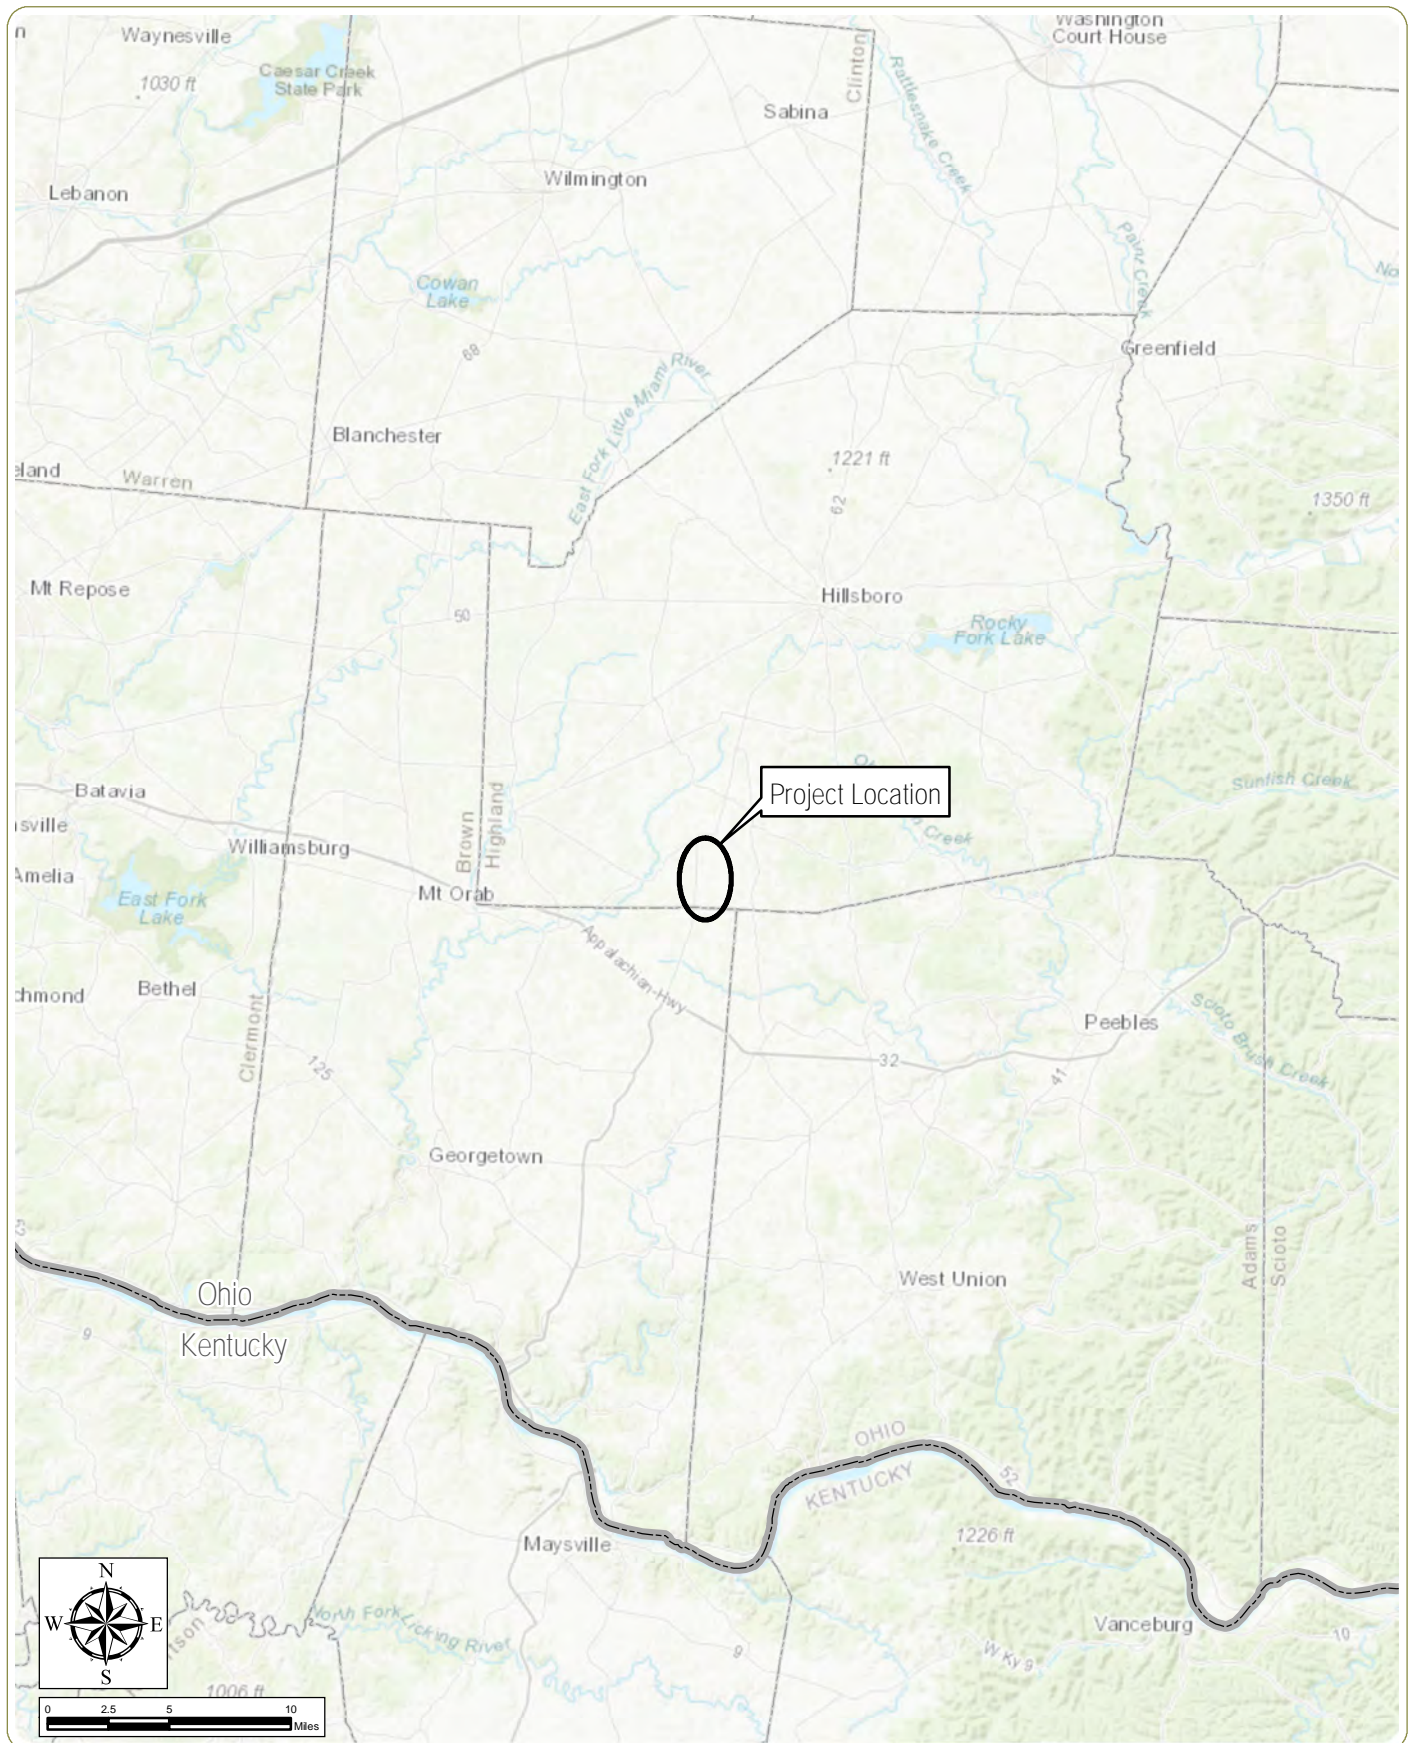 n
Waynesville
Washington
Court House
1030 ft
Caesar Creek
State Park
Clinton
Rattlesnake Creek
Sabina
Lebanon
Wilmington
Paint Creek
No
Cowan
Lake
68
Greenfield
East Fork Little Miami River
Blanchester
eland
Warren
1221 ft
62
1350 ft
Mt Repose
Hillsboro
50
Rocky
Fork Lake
Project Location
Creek
Sunfish Creek
Batavia
sville
Williamsburg
Brown
Highland
Amelia
Mt Orab
East Fork
Lake
Appalachian-Hwy
chmond
Bethel
Scioto Brush Creek
Peebles
Clermont
125
32
41
Georgetown
Adams
Scioto
West Union
Ohio
Kentucky
9
OHIO
KENTUCKY
52
1226 ft
Maysville
N
W
E
S
North Fork Licking River
Vanceburg
10
9
W Ky 9
tson
1006 ft
0 2.5 5 10
Miles